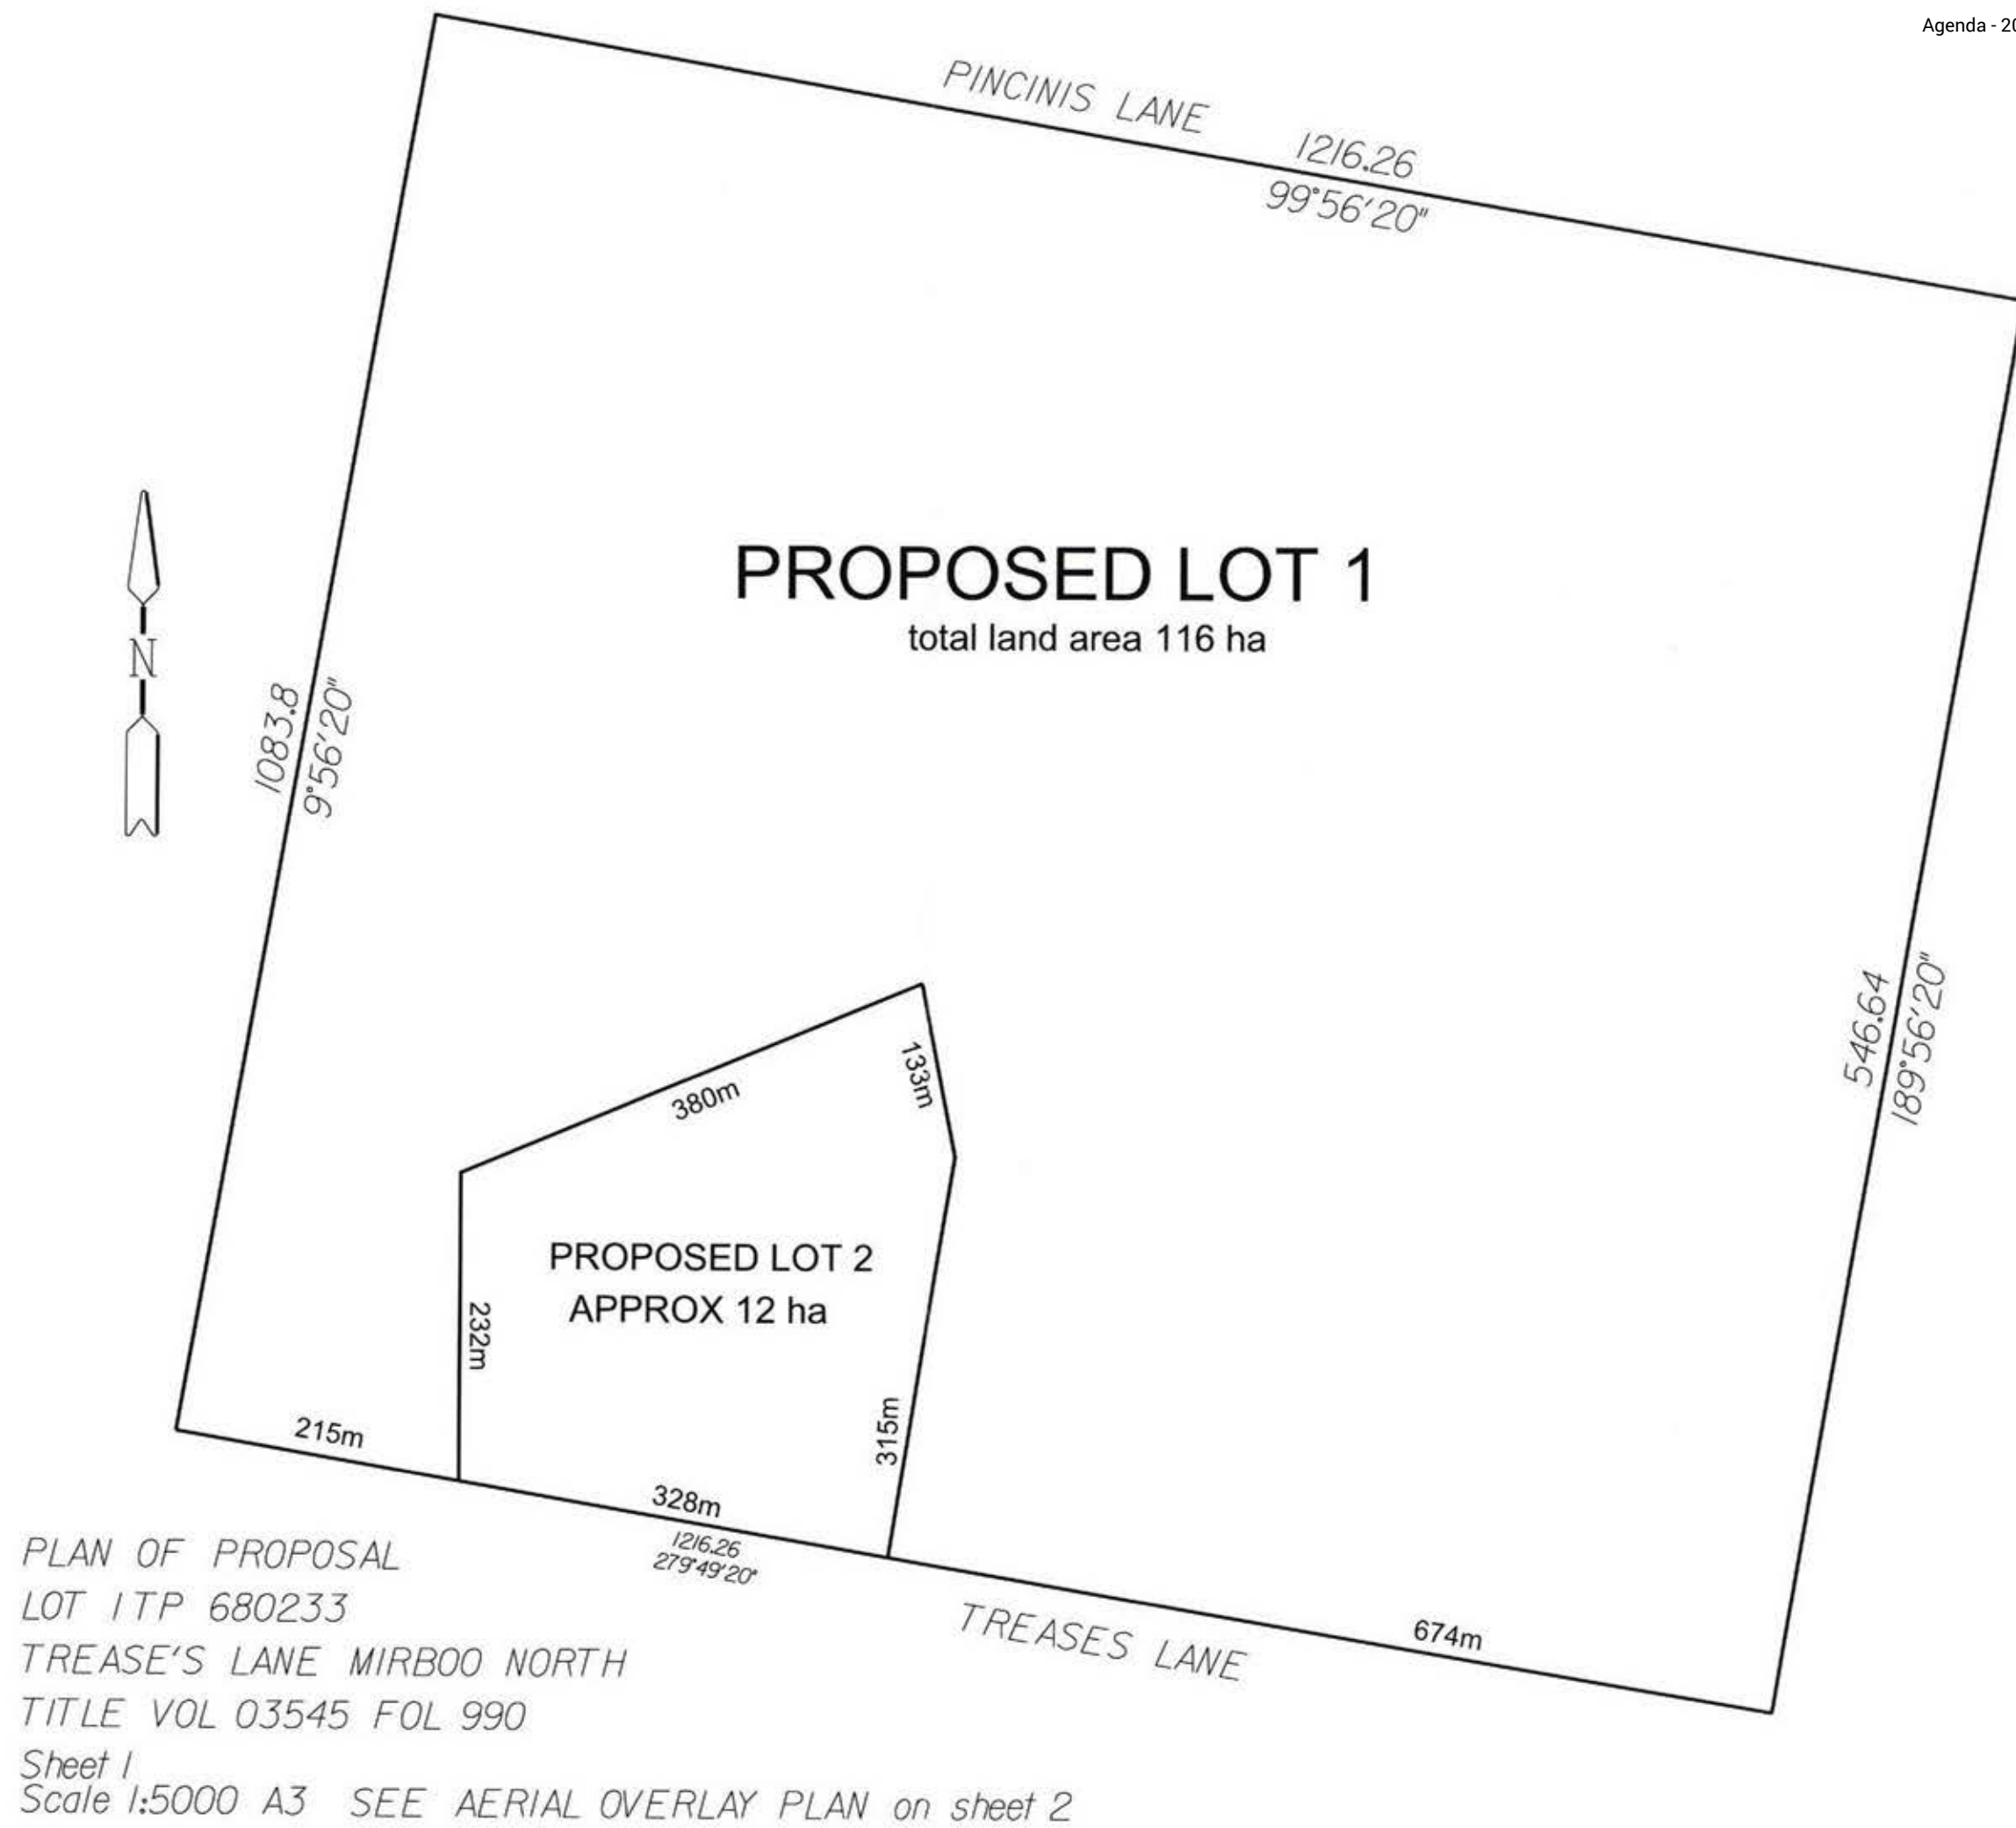 Agenda - 20
PINCINIS LANE
1216.26
99°56'20"
PROPOSED LOT 1
total land area 116 ha
N
1083.8
9°56'20"
546.64
189°56'20"
380m
133m
PROPOSED LOT 2
APPROX 12 ha
232m
315m
215m
328m
1216.26
279°49'20"
TREASES LANE
674m
PLAN OF PROPOSAL
LOT 1TP 680233
TREASE'S LANE MIRBOO NORTH
TITLE VOL 03545 FOL 990
Sheet 1
Scale 1:5000 A3 SEE AERIAL OVERLAY PLAN on sheet 2